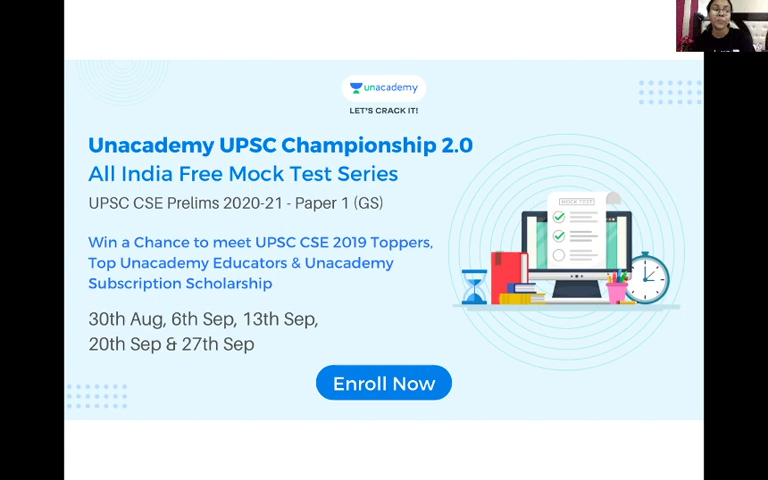 unacademy
LET'S CRACK IT!
Unacademy UPSC Championship 2.0
All India Free Mock Test Series
UPSC CSE Prelims 2020-21 - Paper 1 (GS)
Win a Chance to meet UPSC CSE 2019 Toppers,
Top Unacademy Educators & Unacademy
Subscription Scholarship
30th Aug, 6th Sep, 13th Sep,
20th Sep & 27th Sep
Enroll Now
MOCK TEST